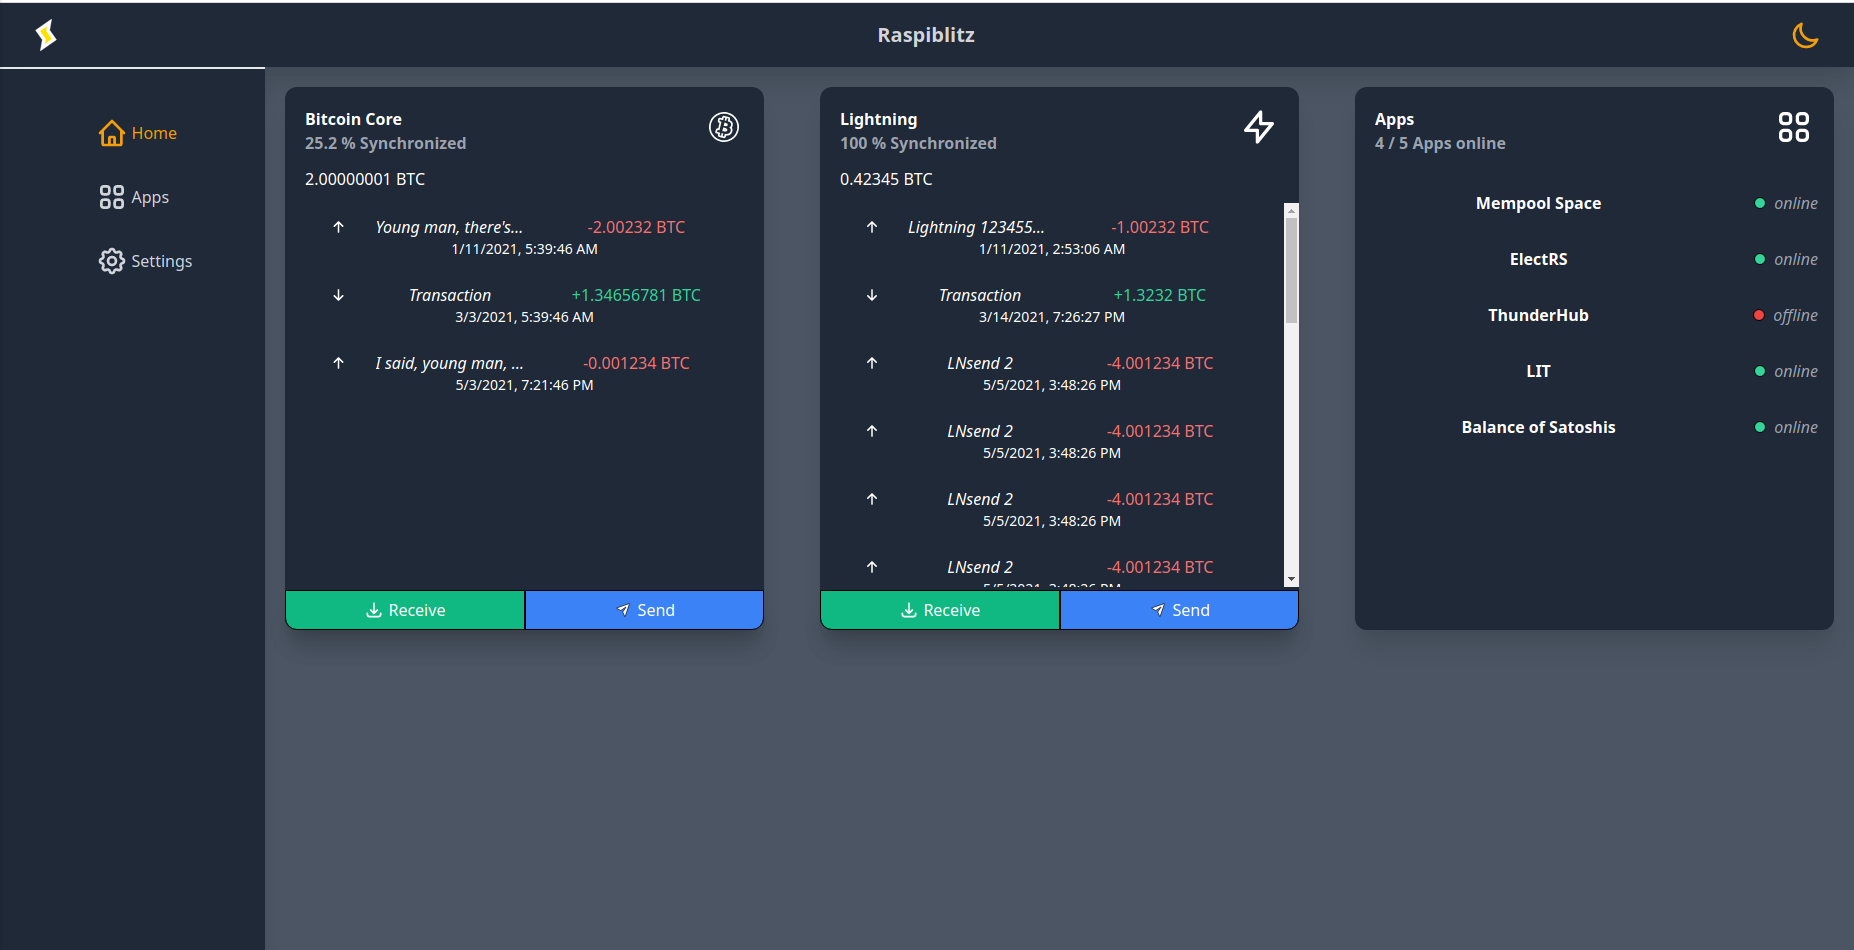 Raspiblitz
Home
Apps
Settings
Bitcoin Core
25.2 % Synchronized
2.00000001 BTC
Young man, there's... -2.00232 BTC
1/11/2021, 5:39:46 AM
Transaction +1.34656781 BTC
3/3/2021, 5:39:46 AM
I said, young man, ... -0.001234 BTC
5/3/2021, 7:21:46 PM
Receive Send
Lightning
100 % Synchronized
0.42345 BTC
Lightning 123455... -1.00232 BTC
1/11/2021, 2:53:06 AM
Transaction +1.3232 BTC
3/14/2021, 7:26:27 PM
LNsend 2 -4.001234 BTC
5/5/2021, 3:48:26 PM
LNsend 2 -4.001234 BTC
5/5/2021, 3:48:26 PM
LNsend 2 -4.001234 BTC
5/5/2021, 3:48:26 PM
LNsend 2 -4.001234 BTC
5/5/2021, 3:48:26 PM
Receive Send
Apps
4 / 5 Apps online
Mempool Space online
ElectRS online
ThunderHub offline
LIT online
Balance of Satoshis online